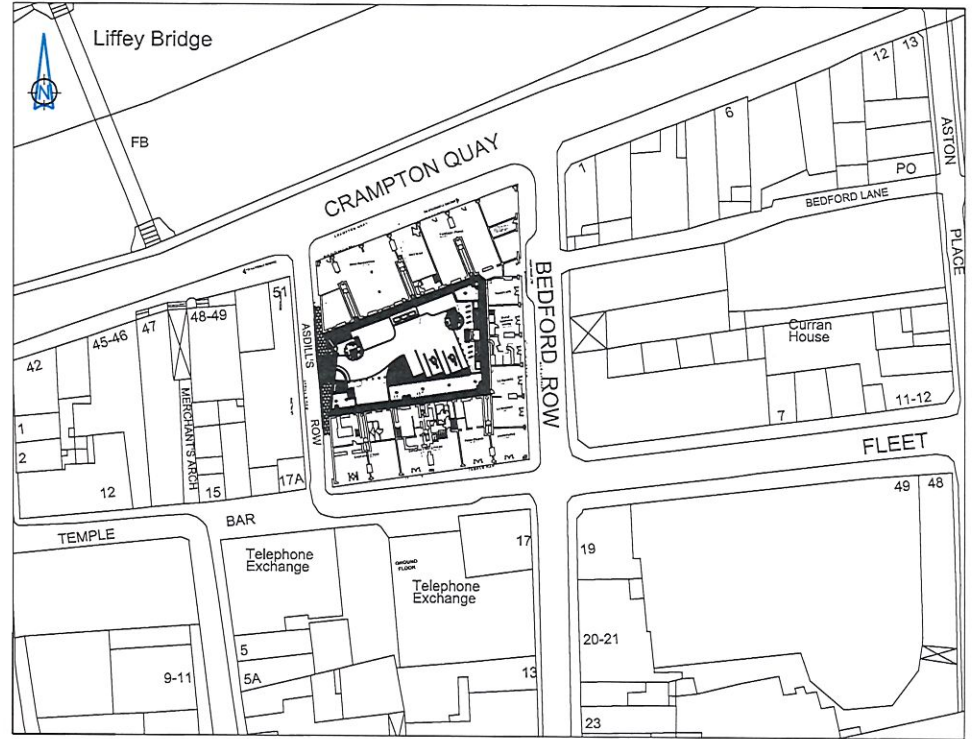 Liffey Bridge
N
FB
CRAMPTON QUAY
12
13
6
1
PO
ASTON
PLACE
BEDFORD LANE
BEDFORD ROW
51
48-49
47
45-46
42
ASDILL'S
ROW
MERCHANT'S ARCH
1
2
12
15
17A
Curran
House
7
11-12
FLEET
49
48
TEMPLE
BAR
Telephone
Exchange
GROUND
FLOOR
Telephone
Exchange
17
19
5
5A
9-11
13
20-21
23